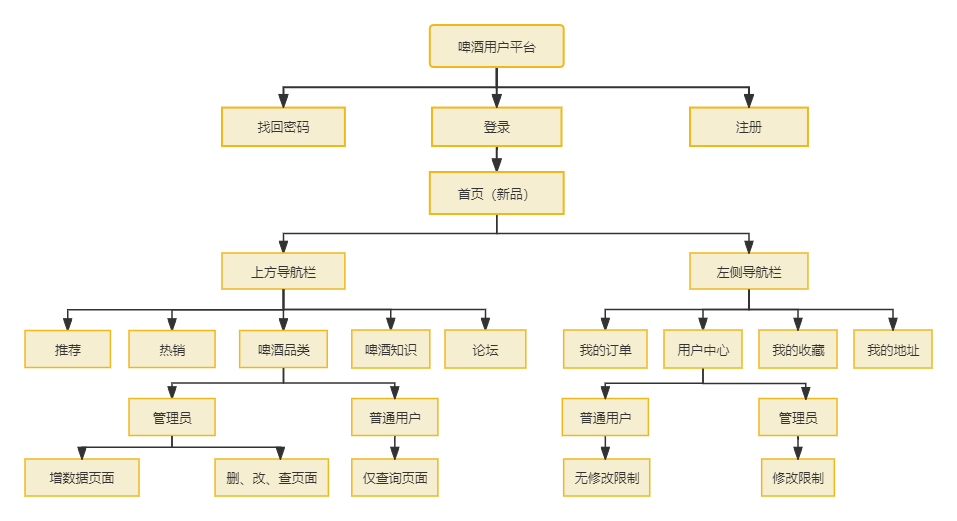 啤酒用户平台
找回密码
登录
注册
首页（新品）
上方导航栏
左侧导航栏
推荐
热销
啤酒品类
啤酒知识
论坛
我的订单
用户中心
我的收藏
我的地址
管理员
普通用户
普通用户
管理员
增数据页面
删、改、查页面
仅查询页面
无修改限制
修改限制